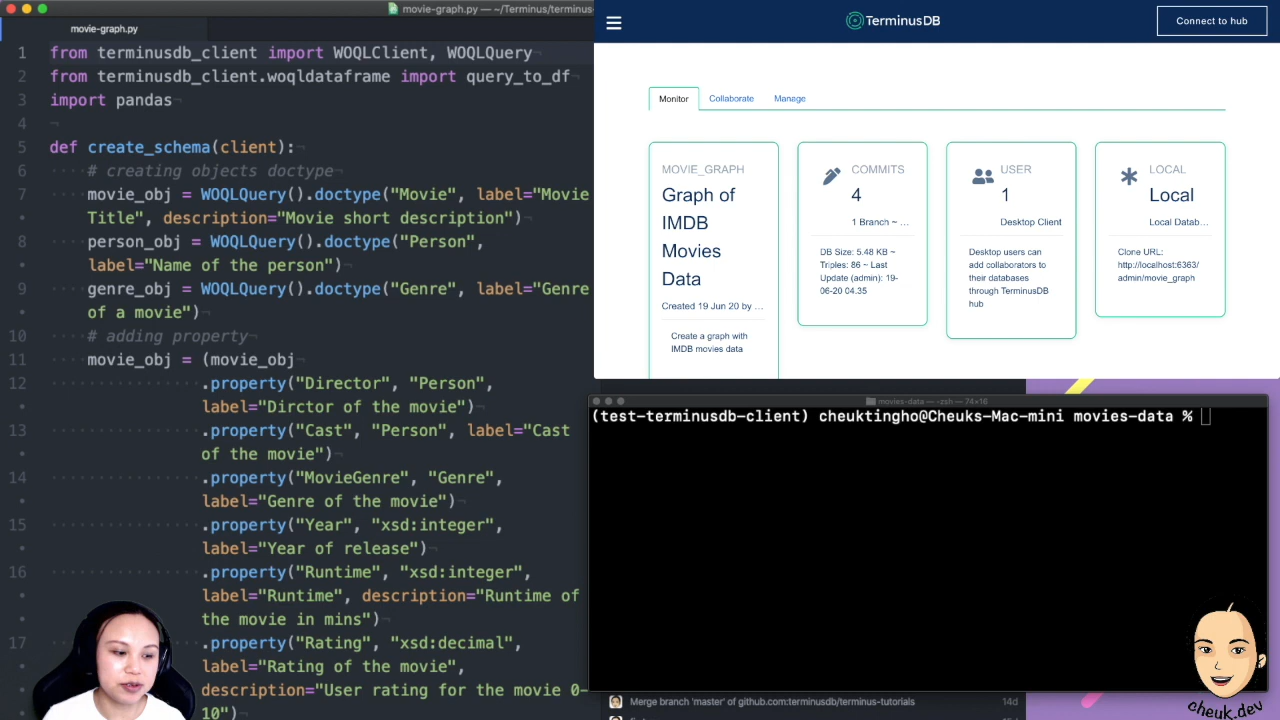 movie-graph.py — ~/Terminus/terminus-
movie-graph.py
1 from terminusdb_client import WOQLClient, WOQLQuery
2 from terminusdb_client.woqldataframe import query_to_df
3 import pandas
4
5 def create_schema(client):
6 # creating objects doctype
7 movie_obj = WOQLQuery().doctype("Movie", label="Movie
Title", description="Movie short description")
8 person_obj = WOQLQuery().doctype("Person",
label="Name of the person")
9 genre_obj = WOQLQuery().doctype("Genre", label="Genre
of a movie")
10 # adding property
11 movie_obj = (movie_obj
12 .property("Director", "Person",
label="Dirctor of the movie")
13 .property("Cast", "Person", label="Cast
of the movie")
14 .property("MovieGenre", "Genre",
label="Genre of the movie")
15 .property("Year", "xsd:integer",
label="Year of release")
16 .property("Runtime", "xsd:integer",
label="Runtime", description="Runtime of
the movie in mins")
17 .property("Rating", "xsd:decimal",
label="Rating of the movie",
description="User rating for the movie 0-
10")
TerminusDB
Connect to hub
Monitor Collaborate Manage
MOVIE_GRAPH
Graph of
IMDB
Movies
Data
Created 19 Jun 20 by ...
Create a graph with
IMDB movies data
COMMITS
4
1 Branch ~ ...
DB Size: 5.48 KB ~
Triples: 86 ~ Last
Update (admin): 19-
06-20 04.35
USER
1
Desktop Client
Desktop users can
add collaborators to
their databases
through TerminusDB
hub
LOCAL
Local
Local Datab...
Clone URL:
http://localhost:6363/
admin/movie_graph
movies-data — -zsh — 74×16
(test-terminusdb-client) cheuktingho@Cheuks-Mac-mini movies-data %
Merge branch 'master' of github.com:terminusdb/terminus-tutorials 14d
cheuk.dev